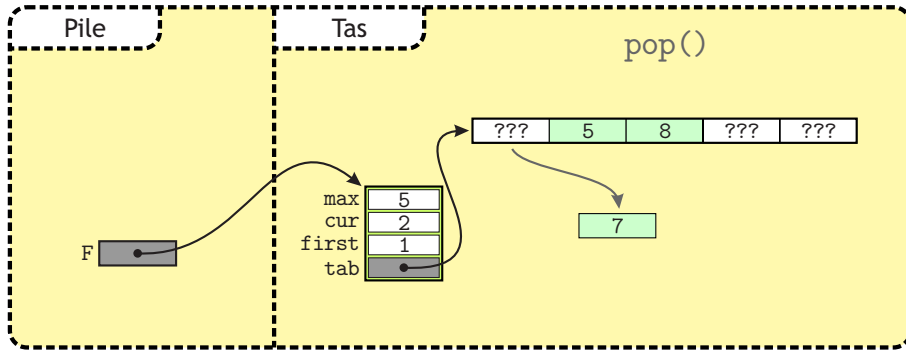 Pile
Tas
pop()
??? 5 8 ??? ???
max 5
cur 2
first 1
tab
F
7